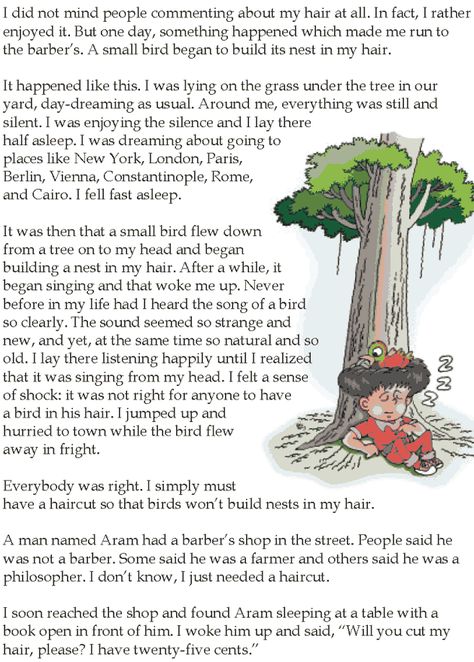 I did not mind people commenting about my hair at all. In fact, I rather
enjoyed it. But one day, something happened which made me run to
the barber's. A small bird began to build its nest in my hair.
It happened like this. I was lying on the grass under the tree in our
yard, day-dreaming as usual. Around me, everything was still and
silent. I was enjoying the silence and I lay there
half asleep. I was dreaming about going to
places like New York, London, Paris,
Berlin, Vienna, Constantinople, Rome,
and Cairo. I fell fast asleep.
It was then that a small bird flew down
from a tree on to my head and began
building a nest in my hair. After a while, it
began singing and that woke me up. Never
before in my life had I heard the song of a bird
so clearly. The sound seemed so strange and
new, and yet, at the same time so natural and so
old. I lay there listening happily until I realized
that it was singing from my head. I felt a sense
of shock: it was not right for anyone to have
a bird in his hair. I jumped up and
hurried to town while the bird flew
away in fright.
z
z
z
Everybody was right. I simply must
have a haircut so that birds won't build nests in my hair.
A man named Aram had a barber's shop in the street. People said he
was not a barber. Some said he was a farmer and others said he was a
philosopher. I don't know, I just needed a haircut.
I soon reached the shop and found Aram sleeping at a table with a
book open in front of him. I woke him up and said, "Will you cut my
hair, please? I have twenty-five cents."